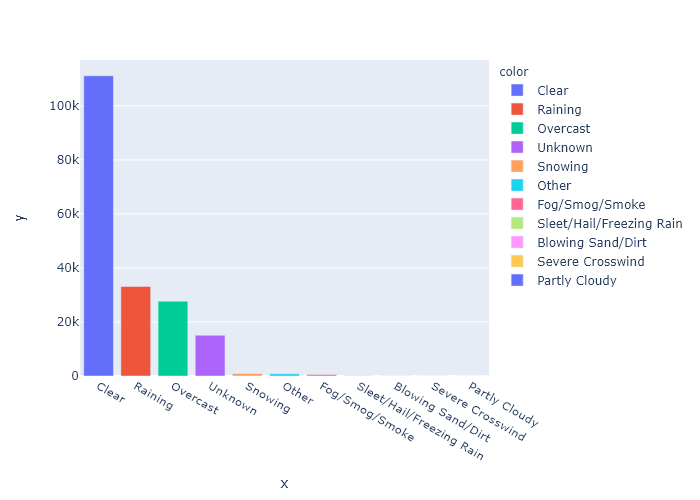 color
Clear
Raining
Overcast
Unknown
Snowing
Other
Fog/Smog/Smoke
Sleet/Hail/Freezing Rain
Blowing Sand/Dirt
Severe Crosswind
Partly Cloudy
y
100k
80k
60k
40k
20k
0
Clear
Raining
Overcast
Unknown
Snowing
Other
Fog/Smog/Smoke
Sleet/Hail/Freezing Rain
Blowing Sand/Dirt
Severe Crosswind
Partly Cloudy
x